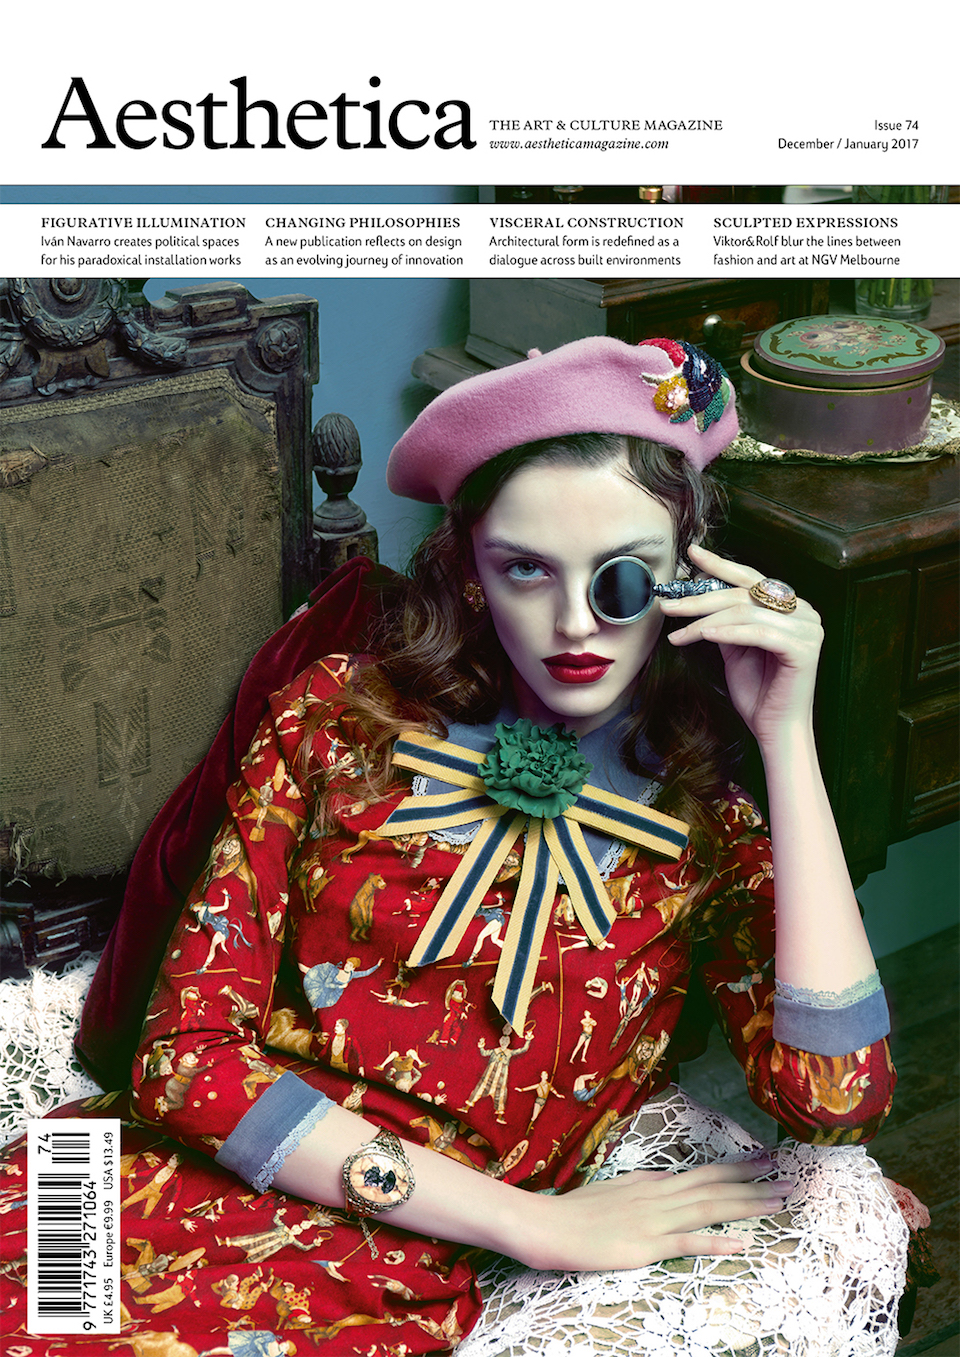 Aesthetica
THE ART & CULTURE MAGAZINE
www.aestheticamagazine.com
Issue 74
December / January 2017
FIGURATIVE ILLUMINATION
Iván Navarro creates political spaces
for his paradoxical installation works
CHANGING PHILOSOPHIES
A new publication reflects on design
as an evolving journey of innovation
VISCERAL CONSTRUCTION
Architectural form is redefined as a
dialogue across built environments
SCULPTED EXPRESSIONS
Viktor&Rolf blur the lines between
fashion and art at NGV Melbourne
74
9 771743 271064
UK £4.95 Europe €9.99 USA $13.49